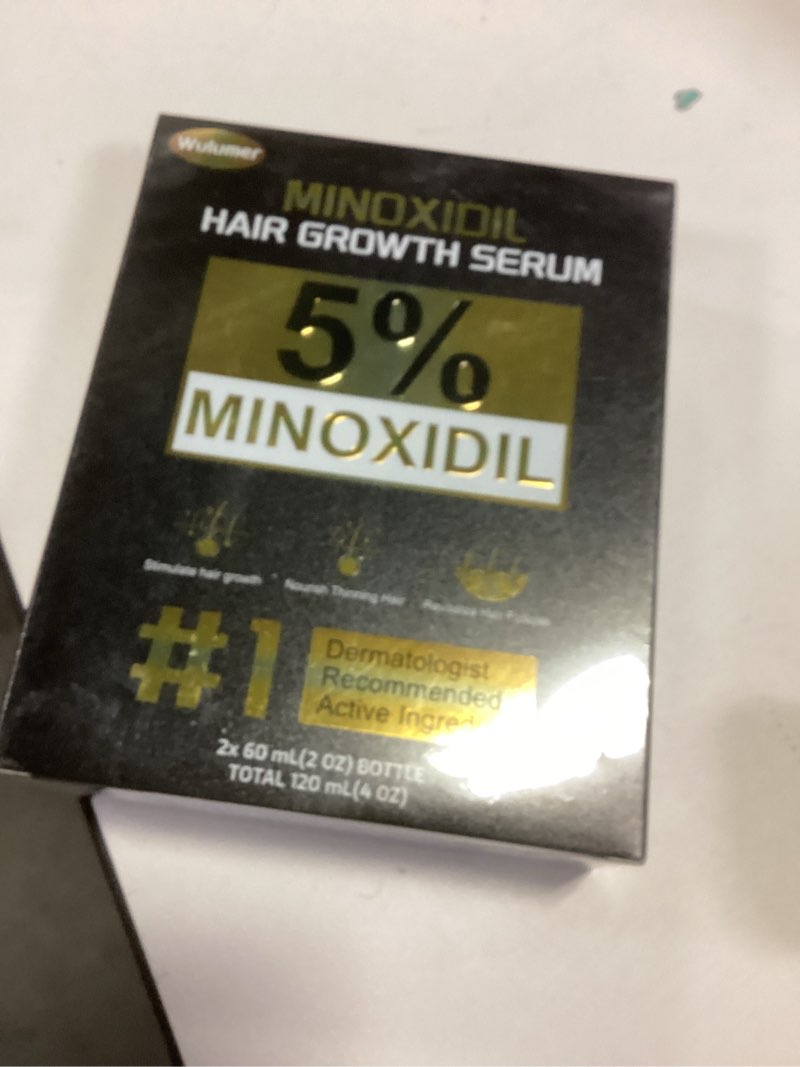 Wulumer
MINOXIDIL
HAIR GROWTH SERUM
5%
MINOXIDIL
Stimulate hair growth
Nourish Thinning Hair
Hair
#1
Dermatologist
Recommended
Active
2x 60 mL(2 OZ) BOTTLE
TOTAL 120 mL(4 OZ)